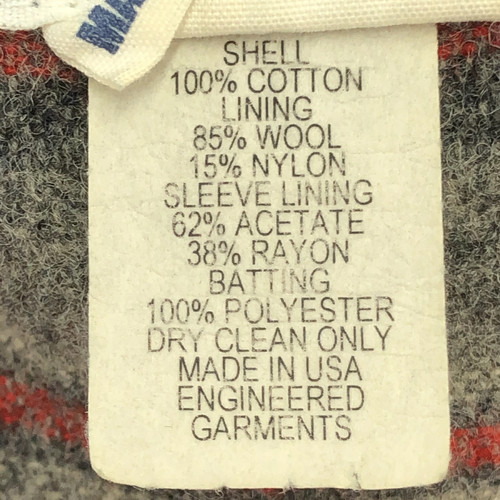 MA
SHELL
100% COTTON
LINING
85% WOOL
15% NYLON
SLEEVE LINING
62% ACETATE
38% RAYON
BATTING
100% POLYESTER
DRY CLEAN ONLY
MADE IN USA
ENGINEERED
GARMENTS